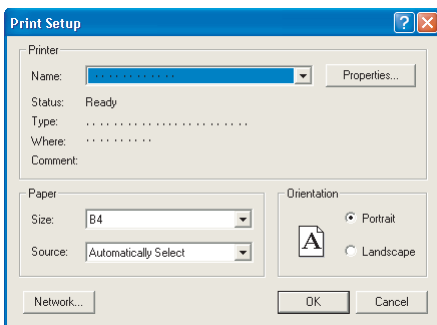 Print Setup
Printer
Name: . . . . . . . . . . . . Properties...
Status: Ready
Type: . . . . . . . . . . . . . . . . . . . . . . . .
Where: . . . . . . . . . .
Comment:
Paper
Size: B4
Source: Automatically Select
Orientation
A
Portrait
Landscape
Network... OK Cancel